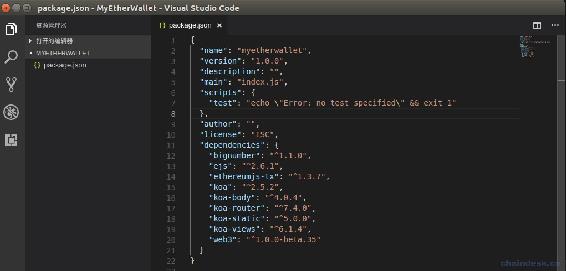 package.json - MyEtherWallet - Visual Studio Code
资源管理器
打开的编辑器
MYETHERWALLET
{} package.json
{} package.json ×
1 {
2 "name": "myetherwallet",
3 "version": "1.0.0",
4 "description": "",
5 "main": "index.js",
6 "scripts": {
7 "test": "echo \"Error: no test specified\" && exit 1"
8 },
9 "author": "",
10 "license": "ISC",
11 "dependencies": {
12 "bignumber": "^1.1.0",
13 "ejs": "^2.6.1",
14 "ethereumjs-tx": "^1.3.7",
15 "koa": "^2.5.2",
16 "koa-body": "^4.0.4",
17 "koa-router": "^7.4.0",
18 "koa-static": "^5.0.0",
19 "koa-views": "^6.1.4",
20 "web3": "^1.0.0-beta.35"
21 }
22 }
chaindesk.cn